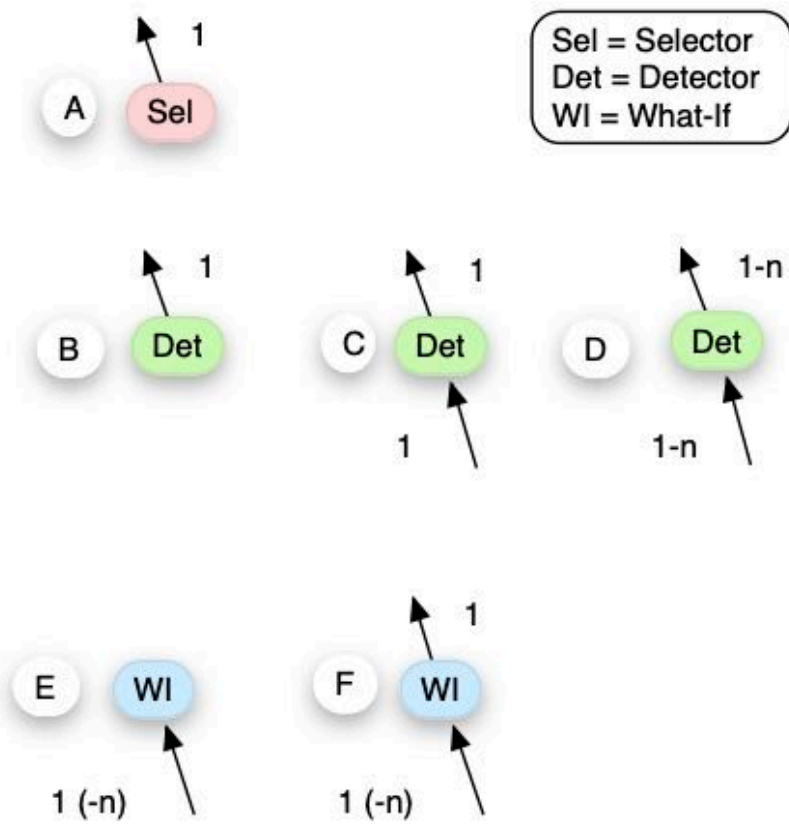 1
Sel = Selector
Det = Detector
WI = What-If
A
Sel
1
1
1-n
B
Det
C
Det
D
Det
1
1-n
1
E
WI
F
WI
1 (-n)
1 (-n)